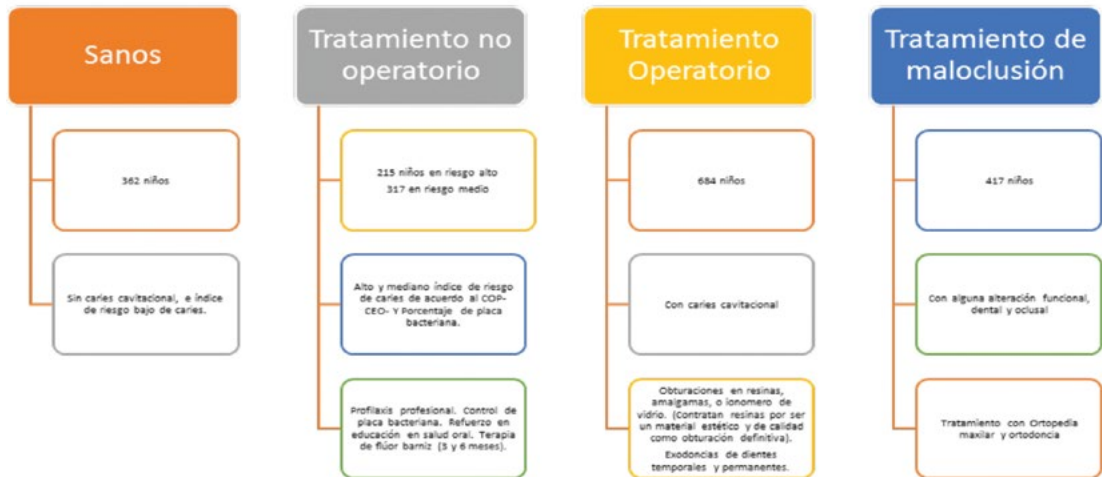 Sanos
362 niños
Sin caries cavitacional, e índice
de riesgo bajo de caries.
Tratamiento no
operatorio
215 niños en riesgo alto
317 en riesgo medio
Alto y mediano índice de riesgo
de caries de acuerdo al COP-
CEO- Y Porcentaje de placa
bacteriana.
Profilaxis profesional. Control de
placa bacteriana. Refuerzo en
educación en salud oral. Terapia
de flúor barniz (3 y 6 meses).
Tratamiento
Operatorio
684 niños
Con caries cavitacional
Obturaciones en resinas,
amalgamas, o ionomero de
vidrio. (Contratan resinas por ser
un material estético y de calidad
como obturación definitiva).
Exodoncias de dientes
temporales y permanentes.
Tratamiento de
maloclusión
417 niños
Con alguna alteración funcional,
dental y oclusal
Tratamiento con Ortopedia
maxilar y ortodoncia